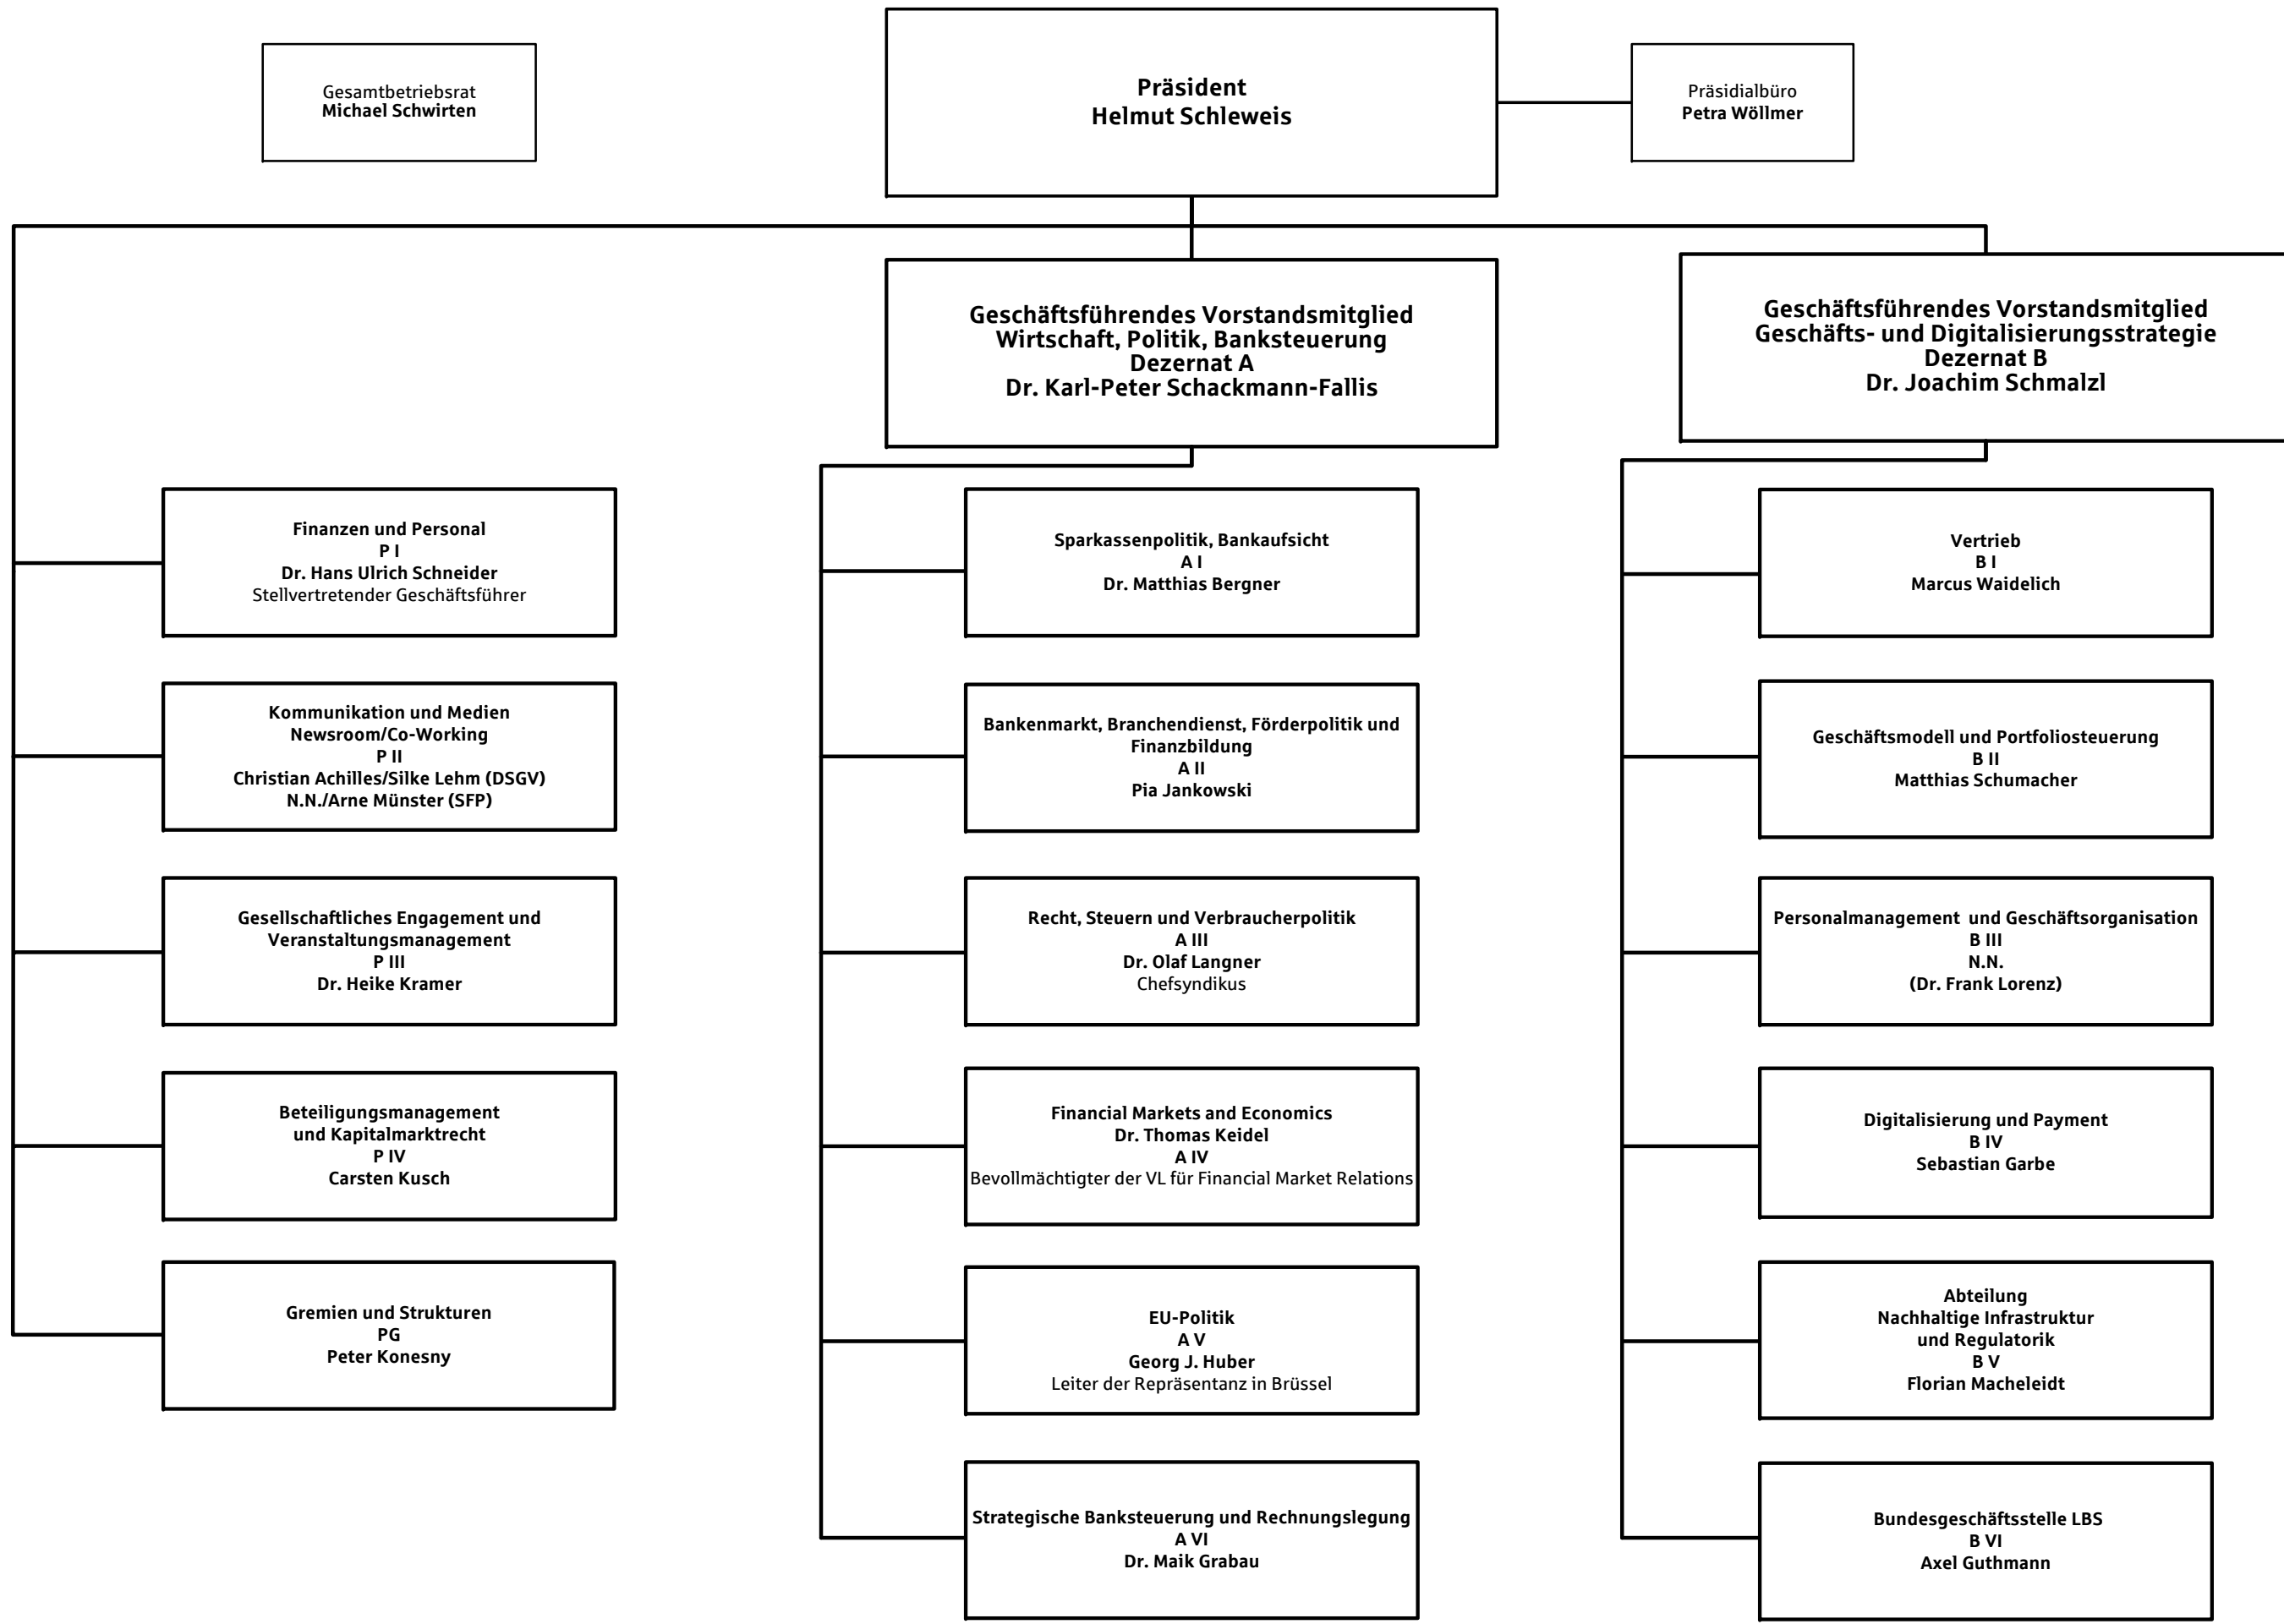 Gesamtbetriebsrat
Michael Schwirten
Präsident
Helmut Schleweis
Präsidialbüro
Petra Wöllmer
Geschäftsführendes Vorstandsmitglied
Wirtschaft, Politik, Banksteuerung
Dezernat A
Dr. Karl-Peter Schackmann-Fallis
Geschäftsführendes Vorstandsmitglied
Geschäfts- und Digitalisierungsstrategie
Dezernat B
Dr. Joachim Schmalzl
Finanzen und Personal
P I
Dr. Hans Ulrich Schneider
Stellvertretender Geschäftsführer
Kommunikation und Medien
Newsroom/Co-Working
P II
Christian Achilles/Silke Lehm (DSGV)
N.N./Arne Münster (SFP)
Gesellschaftliches Engagement und
Veranstaltungsmanagement
P III
Dr. Heike Kramer
Beteiligungsmanagement
und Kapitalmarktrecht
P IV
Carsten Kusch
Gremien und Strukturen
PG
Peter Konesny
Sparkassenpolitik, Bankaufsicht
A I
Dr. Matthias Bergner
Bankenmarkt, Branchendienst, Förderpolitik und
Finanzbildung
A II
Pia Jankowski
Recht, Steuern und Verbraucherpolitik
A III
Dr. Olaf Langner
Chefsyndikus
Financial Markets and Economics
Dr. Thomas Keidel
A IV
Bevollmächtigter der VL für Financial Market Relations
EU-Politik
A V
Georg J. Huber
Leiter der Repräsentanz in Brüssel
Strategische Banksteuerung und Rechnungslegung
A VI
Dr. Maik Grabau
Vertrieb
B I
Marcus Waidelich
Geschäftsmodell und Portfoliosteuerung
B II
Matthias Schumacher
Personalmanagement und Geschäftsorganisation
B III
N.N.
(Dr. Frank Lorenz)
Digitalisierung und Payment
B IV
Sebastian Garbe
Abteilung
Nachhaltige Infrastruktur
und Regulatorik
B V
Florian Macheleidt
Bundesgeschäftsstelle LBS
B VI
Axel Guthmann